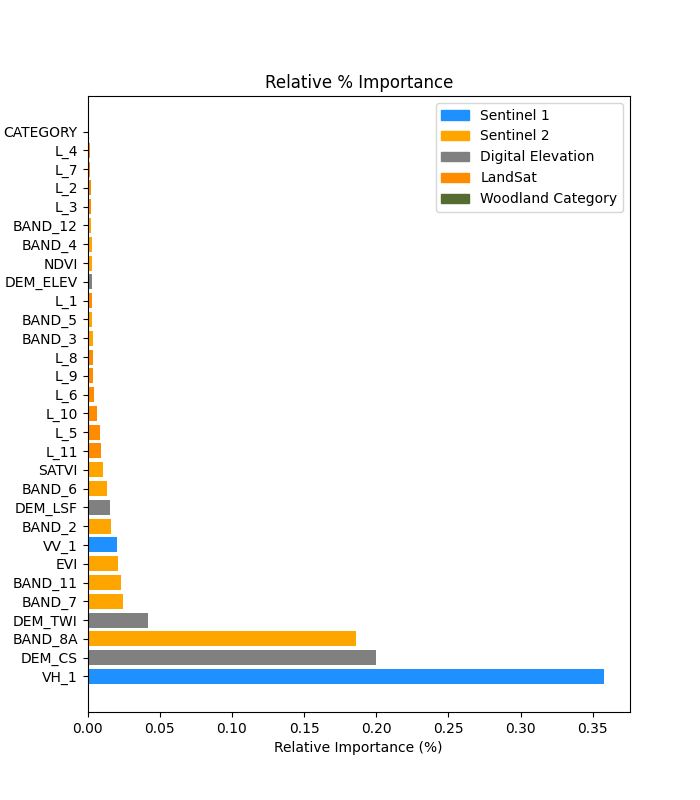 Relative % Importance
Sentinel 1
Sentinel 2
Digital Elevation
LandSat
Woodland Category
CATEGORY
L_4
L_7
L_2
L_3
BAND_12
BAND_4
NDVI
DEM_ELEV
L_1
BAND_5
BAND_3
L_8
L_9
L_6
L_10
L_5
L_11
SATVI
BAND_6
DEM_LSF
BAND_2
VV_1
EVI
BAND_11
BAND_7
DEM_TWI
BAND_8A
DEM_CS
VH_1
0.00 0.05 0.10 0.15 0.20 0.25 0.30 0.35
Relative Importance (%)